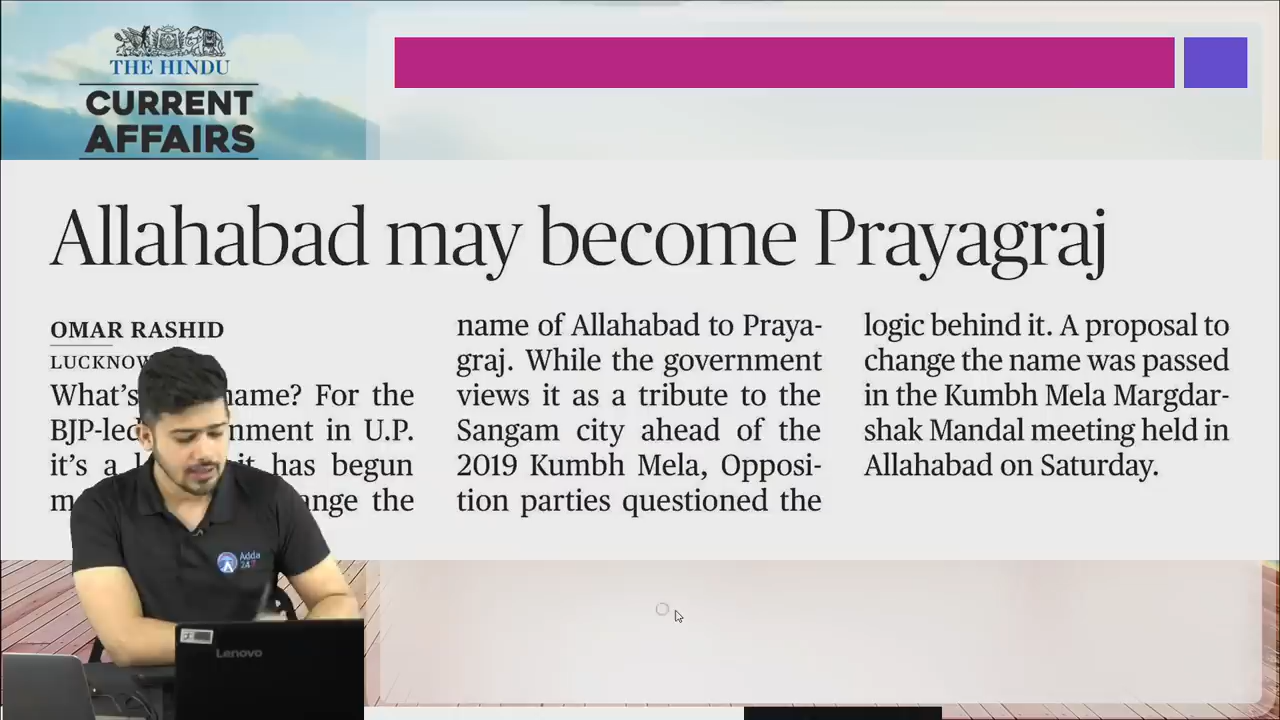 THE HINDU
CURRENT
AFFAIRS
Allahabad may become Prayagraj
OMAR RASHID
LUCKNOW
What's name? For the
BJP-led in U.P.
it's a it has begun
the
name of Allahabad to Praya-
graj. While the government
views it as a tribute to the
Sangam city ahead of the
2019 Kumbh Mela, Opposi-
tion parties questioned the
logic behind it. A proposal to
change the name was passed
in the Kumbh Mela Margdar-
shak Mandal meeting held in
Allahabad on Saturday.
Adda
247
Lenovo